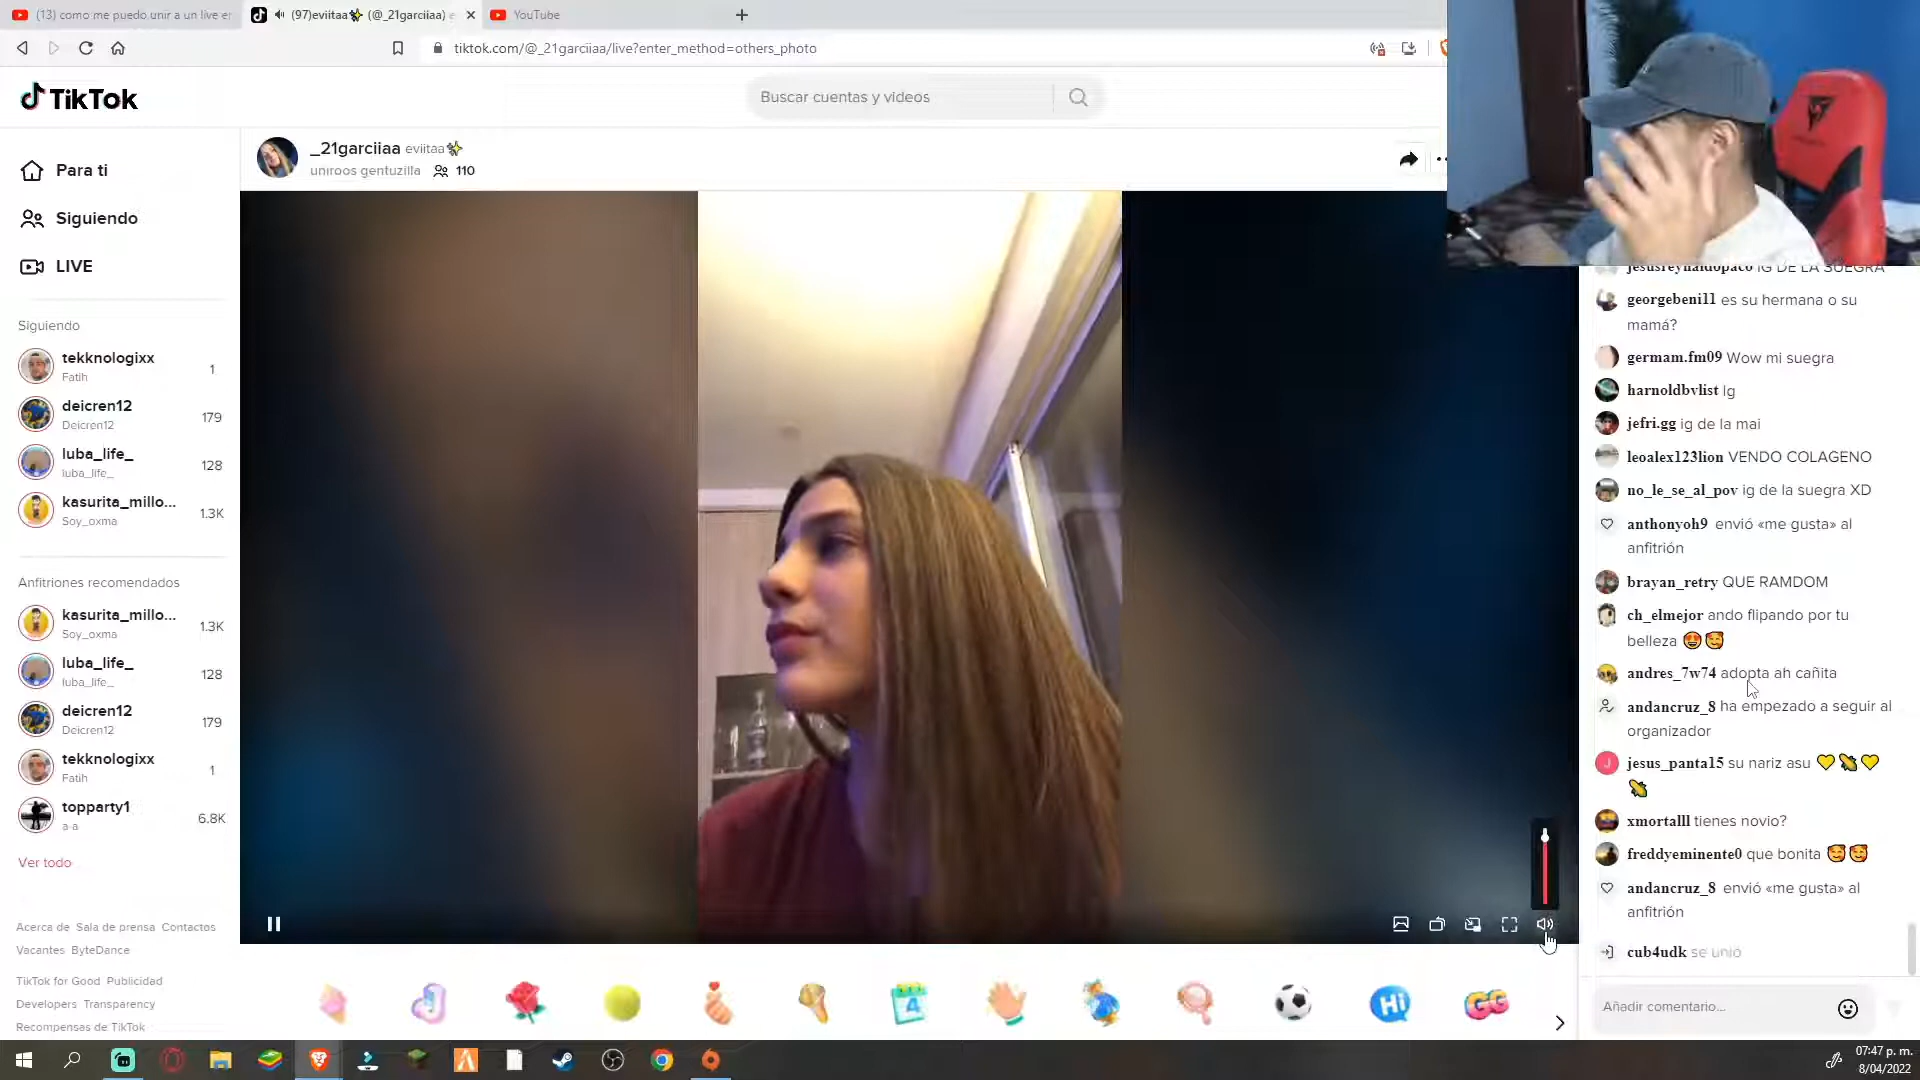 (13) como me puedo unir a un live en
(97)eviitaa✨ (@_21garciiaa) e
YouTube
tiktok.com/@_21garciiaa/live?enter_method=others_photo
TikTok
Buscar cuentas y videos
Para ti
Siguiendo
LIVE
Siguiendo
tekknologixx
Fatih
1
deicren12
Deicren12
179
luba_life_
luba_life_
128
kasurita_millo...
Soy_oxma
1.3K
Anfitriones recomendados
kasurita_millo...
Soy_oxma
1.3K
luba_life_
luba_life_
128
deicren12
Deicren12
179
tekknologixx
Fatih
1
topparty1
a a
6.8K
Ver todo
Acerca de Sala de prensa Contactos
Vacantes ByteDance
TikTok for Good Publicidad
Developers Transparency
Recompensas de TikTok
_21garciiaa eviitaa✨
uniroos gentuzilla 110
4
Hi
GG
jesusreynaldopaco IG DE LA SUEGRA
georgebeni11 es su hermana o su
mamá?
germam.fm09 Wow mi suegra
harnoldbvlist Ig
jefri.gg ig de la mai
leoalex123lion VENDO COLAGENO
no_le_se_al_pov ig de la suegra XD
anthonyoh9 envió «me gusta» al
anfitrión
brayan_retry QUE RAMDOM
ch_elmejor ando flipando por tu
belleza 😍🥰
andres_7w74 adopta ah cañita
andancruz_8 ha empezado a seguir al
organizador
J jesus_panta15 su nariz asu 💛🌽💛
🌽
xmortalll tienes novio?
freddyeminente0 que bonita 🥰🥰
andancruz_8 envió «me gusta» al
anfitrión
cub4udk se unió
Añadir comentario...
07:47 p. m.
8/04/2022